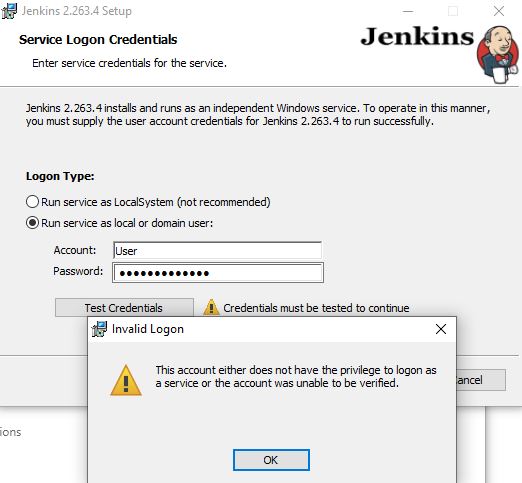 Jenkins 2.263.4 Setup
Service Logon Credentials
Jenkins
Enter service credentials for the service.
Jenkins 2.263.4 installs and runs as an independent Windows service. To operate in this manner,
you must supply the user account credentials for Jenkins 2.263.4 to run successfully.
Logon Type:
Run service as LocalSystem (not recommended)
Run service as local or domain user:
Account: User
Password: ●●●●●●●●●●●●●
Test Credentials Credentials must be tested to continue
Invalid Logon
This account either does not have the privilege to logon as
a service or the account was unable to be verified.
ancel
ions
OK